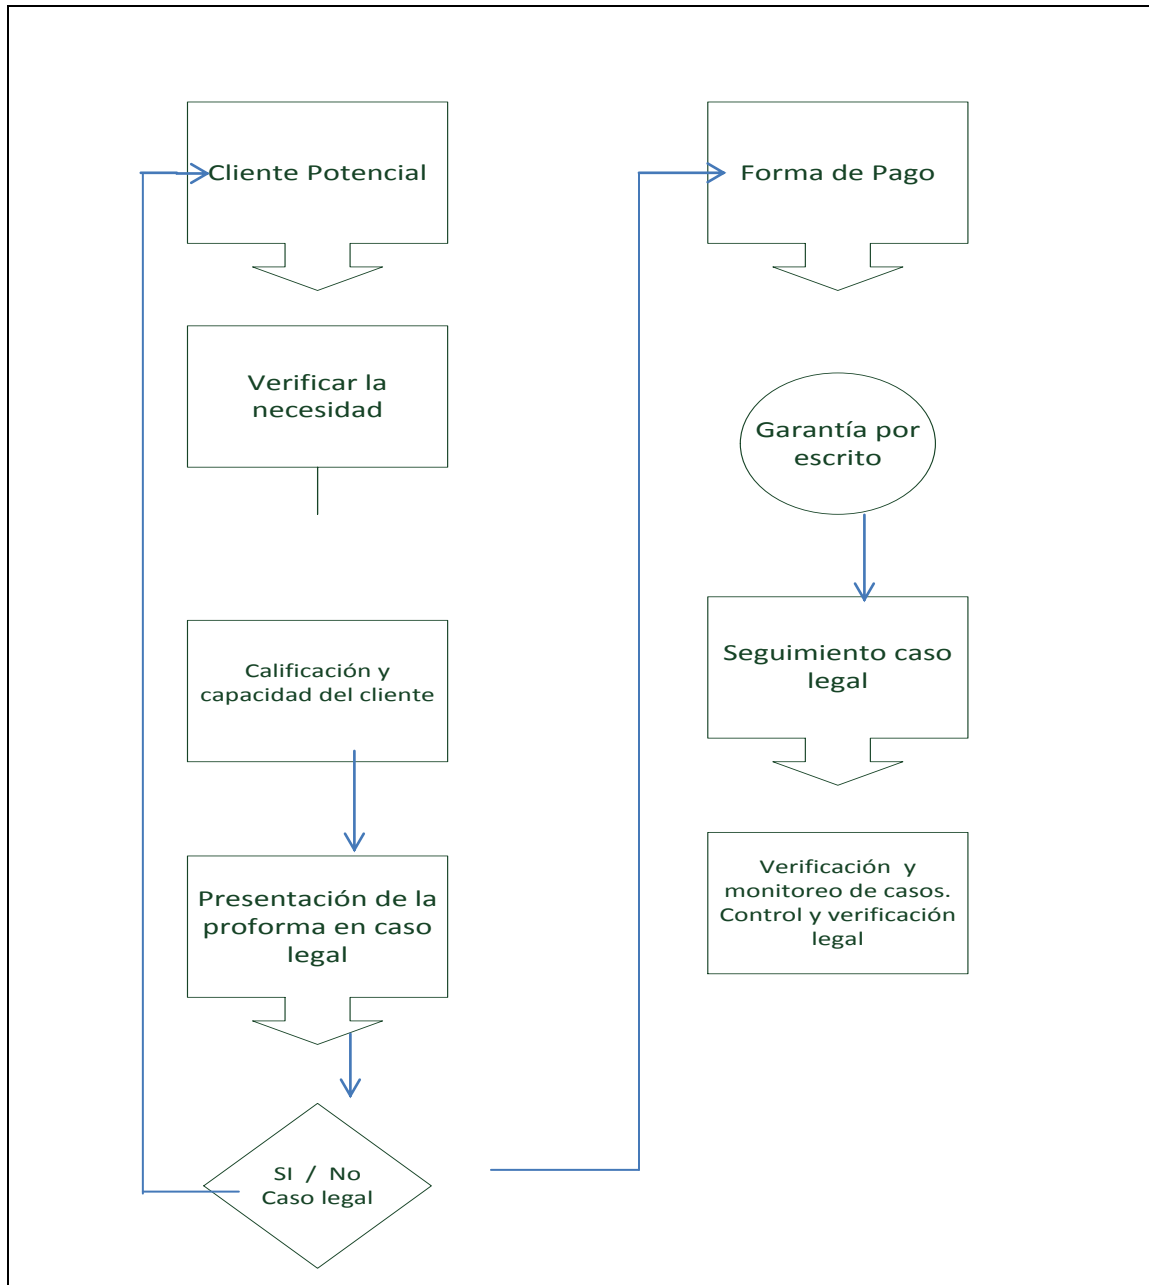 Cliente Potencial
Verificar la
necesidad
Calificación y
capacidad del cliente
Presentación de la
proforma en caso
legal
SI / No
Caso legal
Forma de Pago
Garantía por
escrito
Seguimiento caso
legal
Verificación y
monitoreo de casos.
Control y verificación
legal